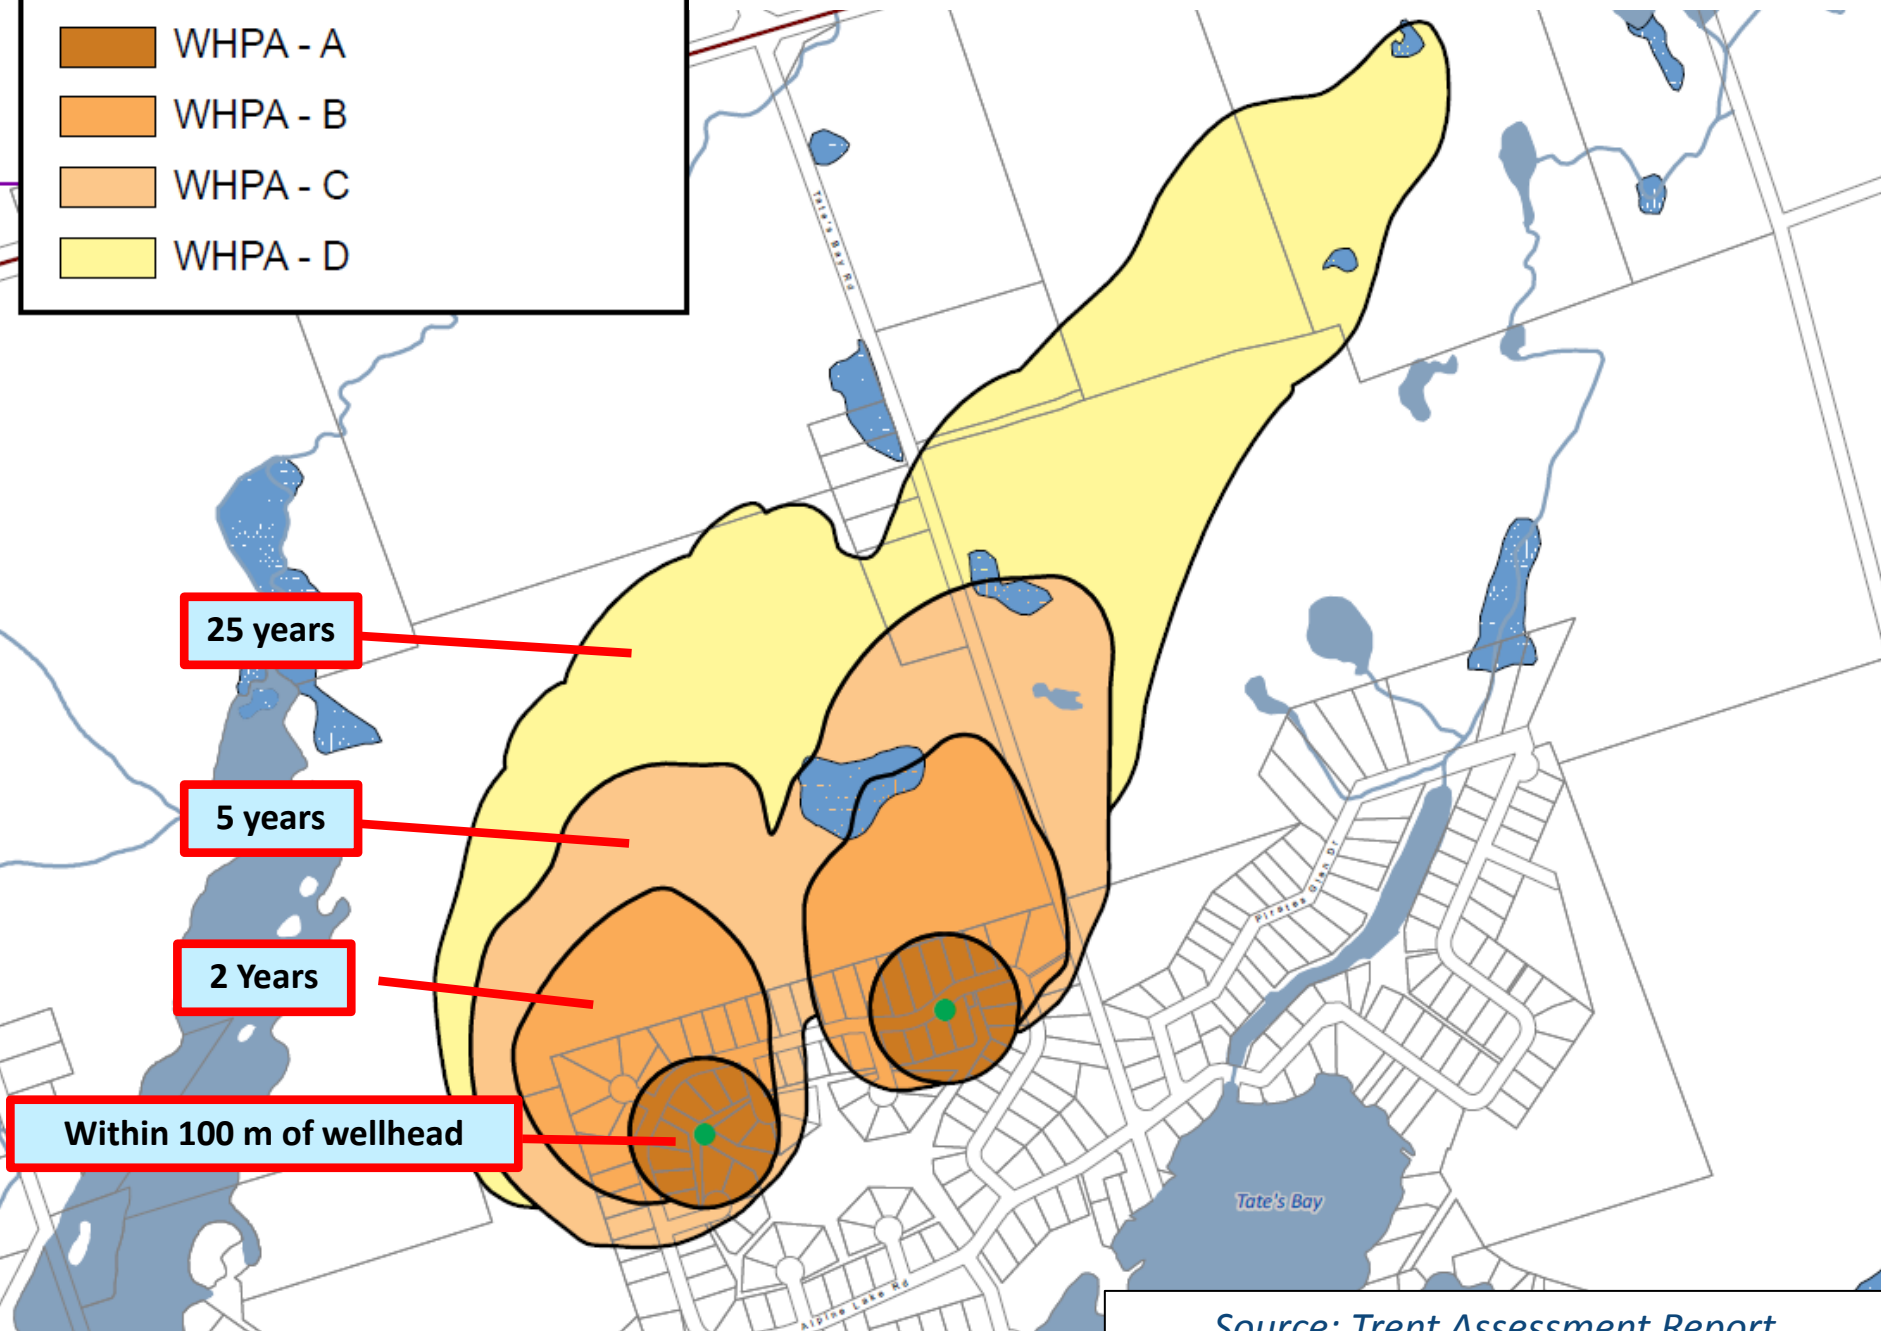 WHPA - A
WHPA - B
WHPA - C
WHPA - D
Tate's Bay Rd
25 years
5 years
Pirates Glen Dr
2 Years
Within 100 m of wellhead
Tate's Bay
Alpine Lake Rd
Source: Trent Assessment Report